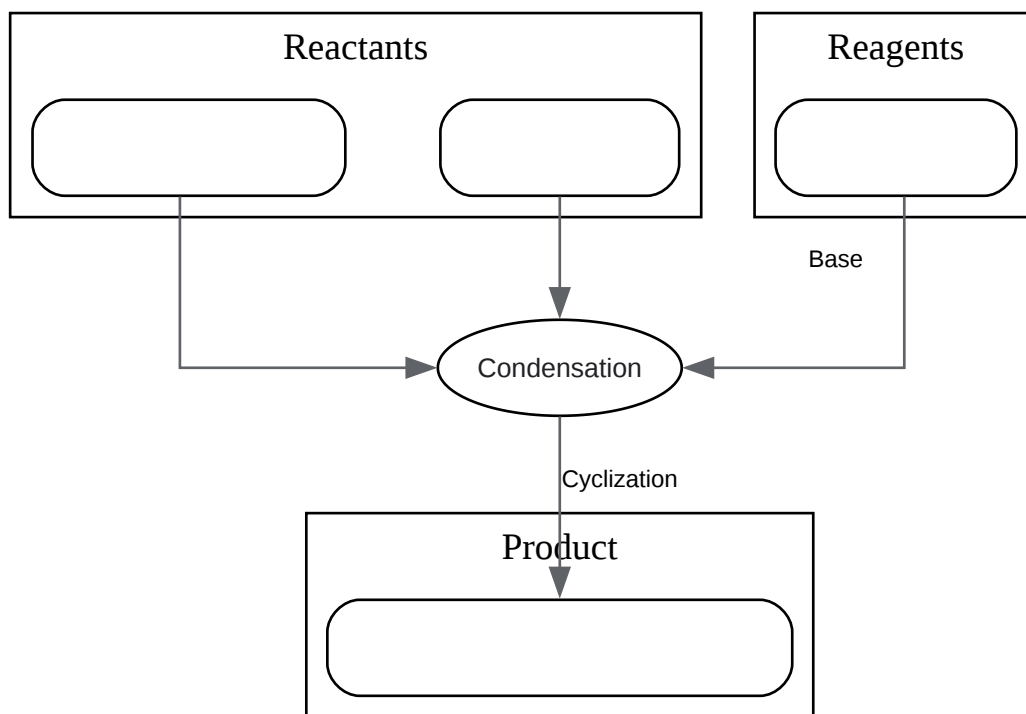 Reactants
Reagents
Base
Condensation
Cyclization
Product